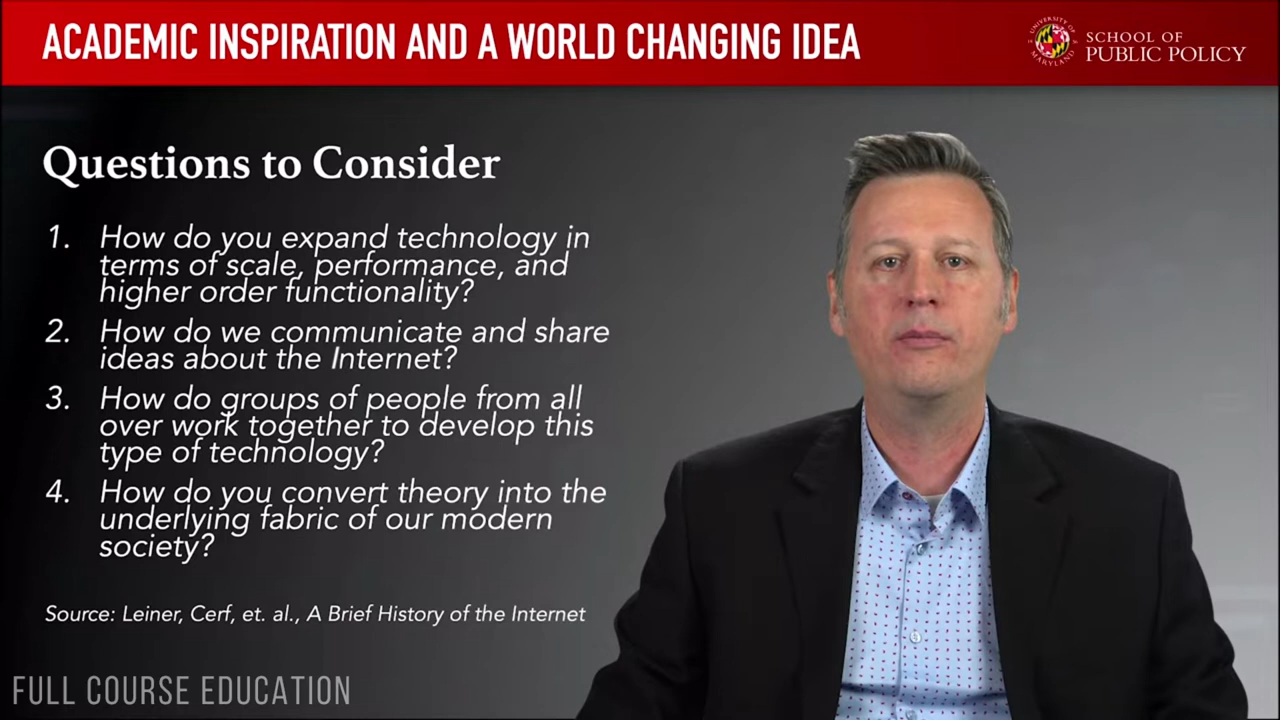 ACADEMIC INSPIRATION AND A WORLD CHANGING IDEA
UNIVERSITY OF
MARYLAND
SCHOOL OF
PUBLIC POLICY
Questions to Consider
1. How do you expand technology in
terms of scale, performance, and
higher order functionality?
2. How do we communicate and share
ideas about the Internet?
3. How do groups of people from all
over work together to develop this
type of technology?
4. How do you convert theory into the
underlying fabric of our modern
society?
Source: Leiner, Cerf, et. al., A Brief History of the Internet
FULL COURSE EDUCATION